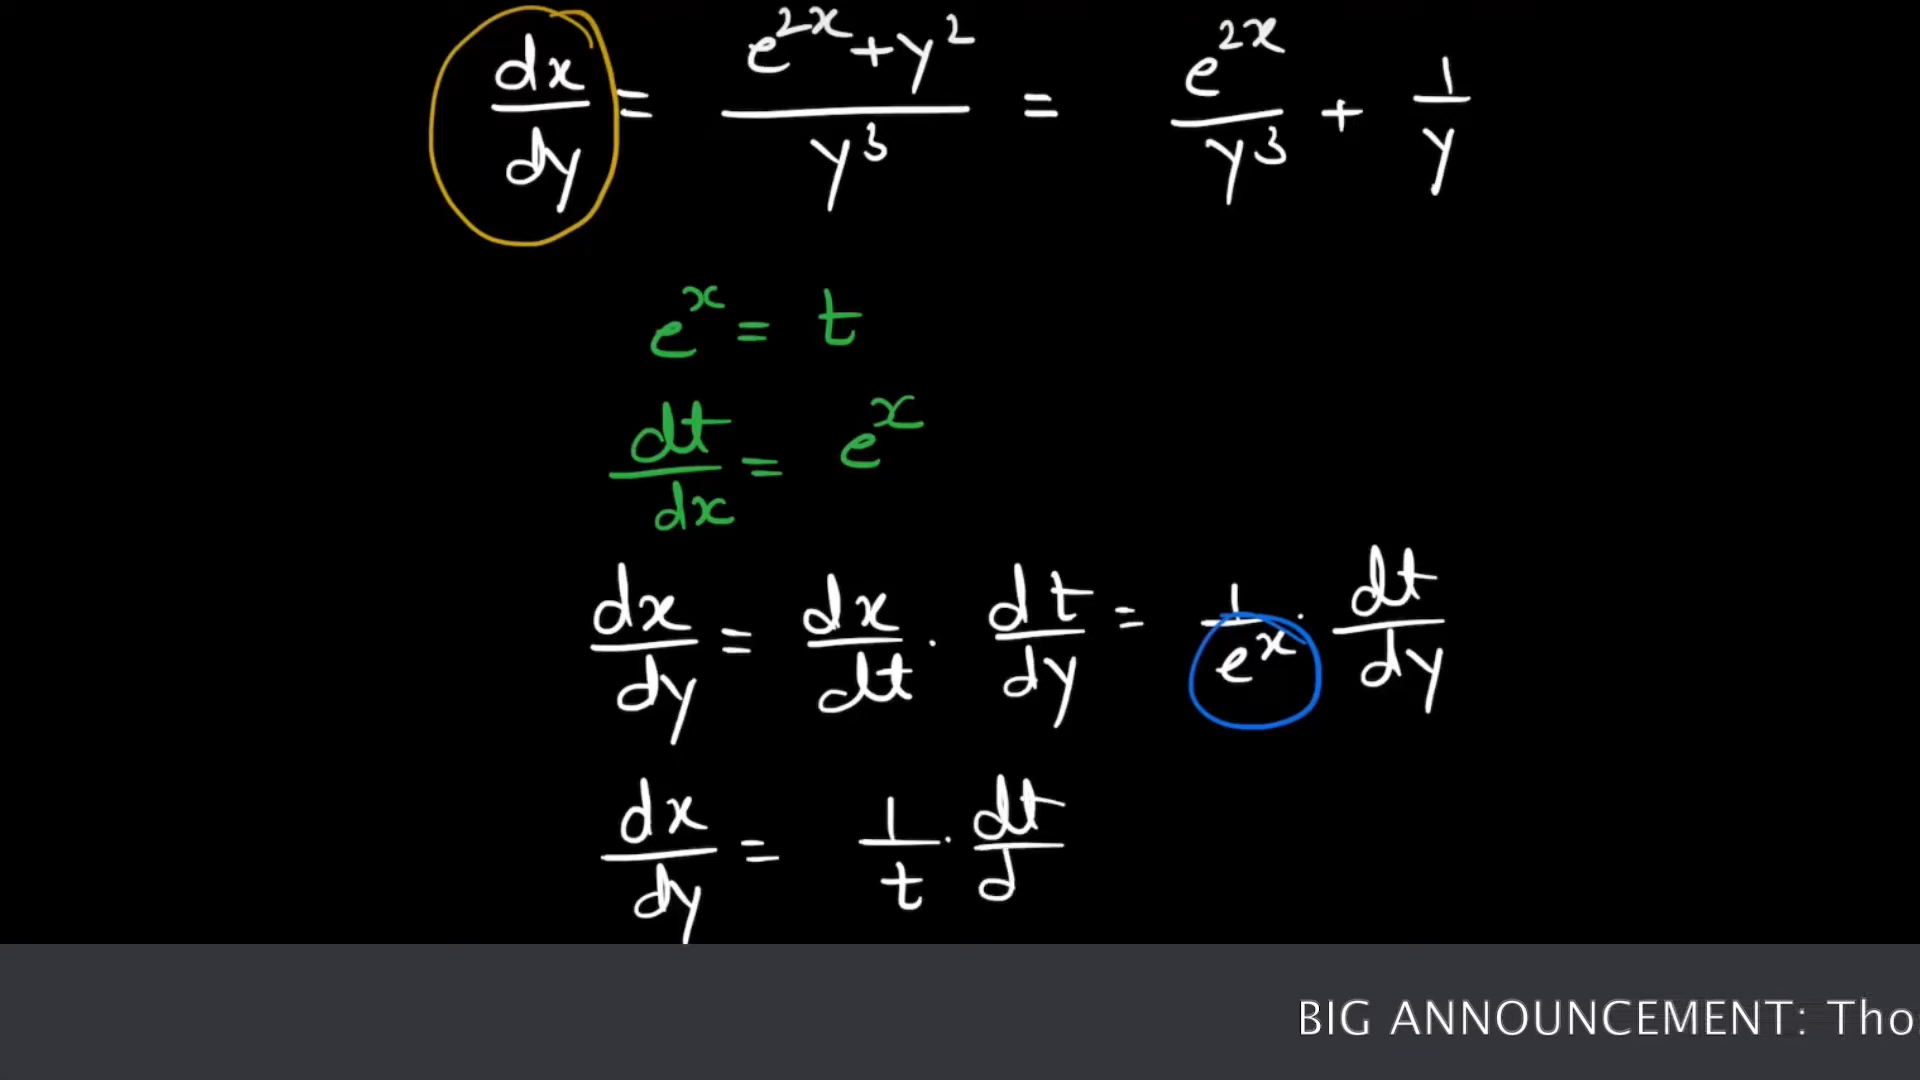 dx/dy = (e^2x + y^2)/y^3 = e^2x/y^3 + 1/y
e^x = t
dt/dx = e^x
dx/dy = dx/dt · dt/dy = 1/e^x · dt/dy
dx/dy = 1/t · dt/d
BIG ANNOUNCEMENT: Tho